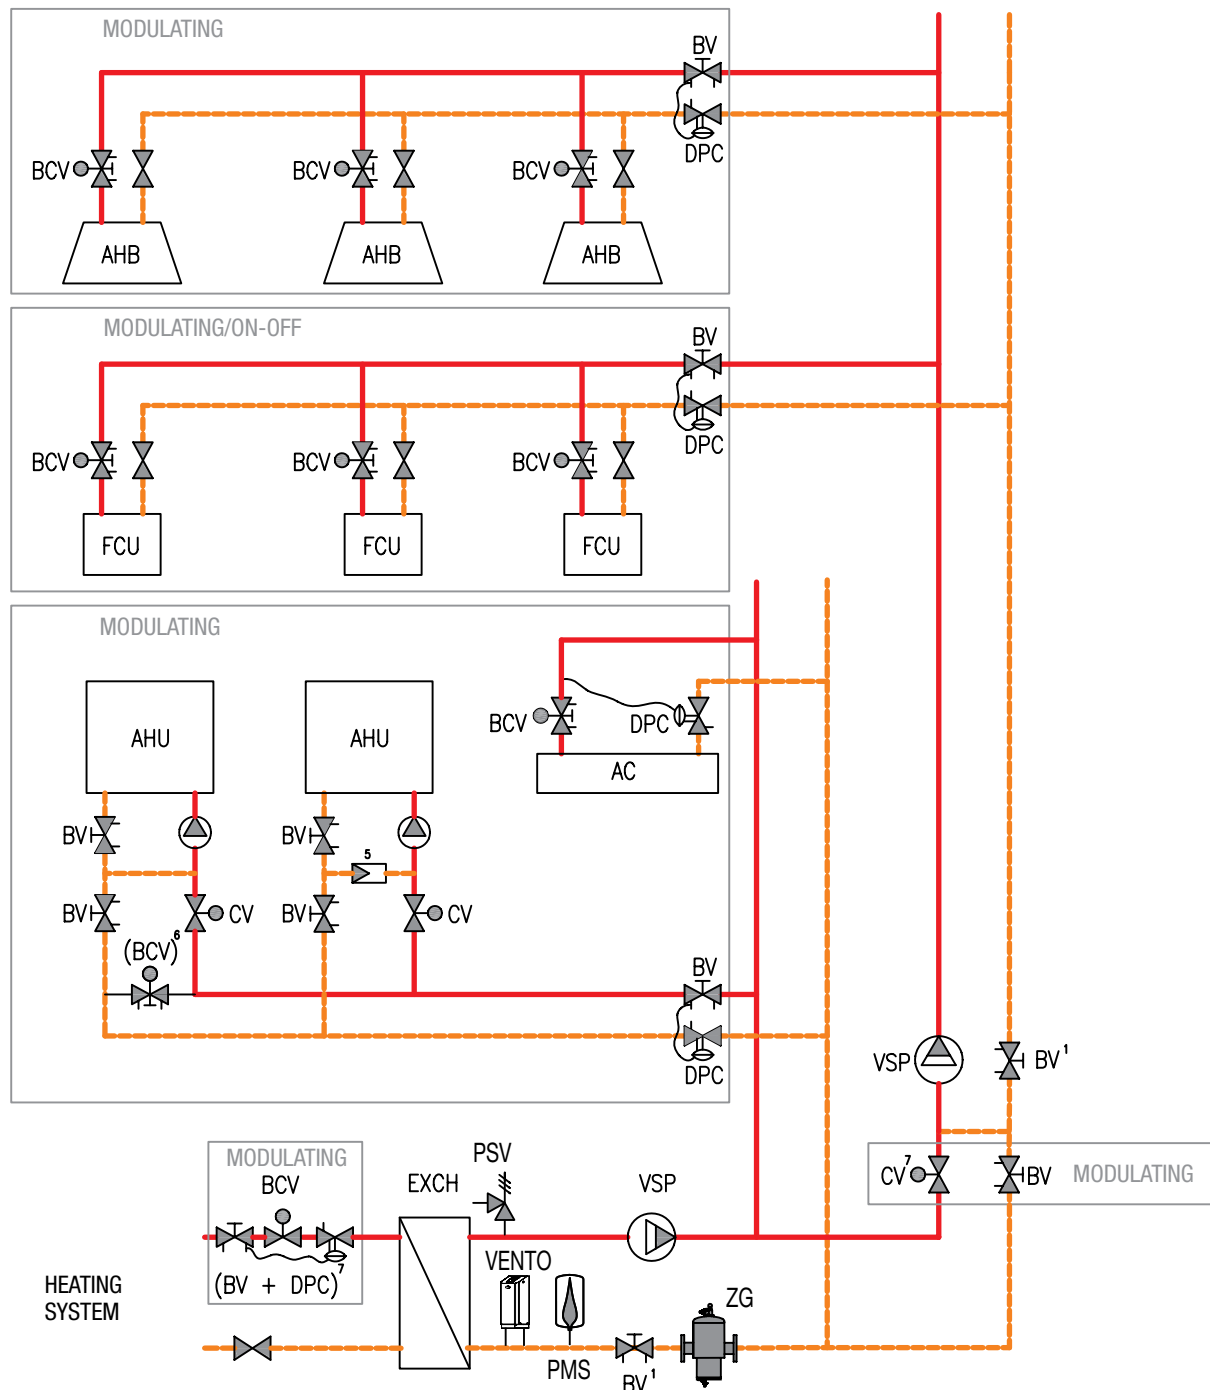 MODULATING
BV
DPC
BCV BCV BCV
AHB AHB AHB
MODULATING/ON-OFF
BV
DPC
BCV BCV BCV
FCU FCU FCU
MODULATING
BCV DPC
AHU AHU AC
BV BV
5
BV CV BV CV
(BCV)⁶
BV
DPC
VSP BV¹
MODULATING
CV⁷ BV
MODULATING
BCV
PSV
EXCH VSP
(BV + DPC)⁷
VENTO
HEATING
SYSTEM
ZG
PMS
BV¹